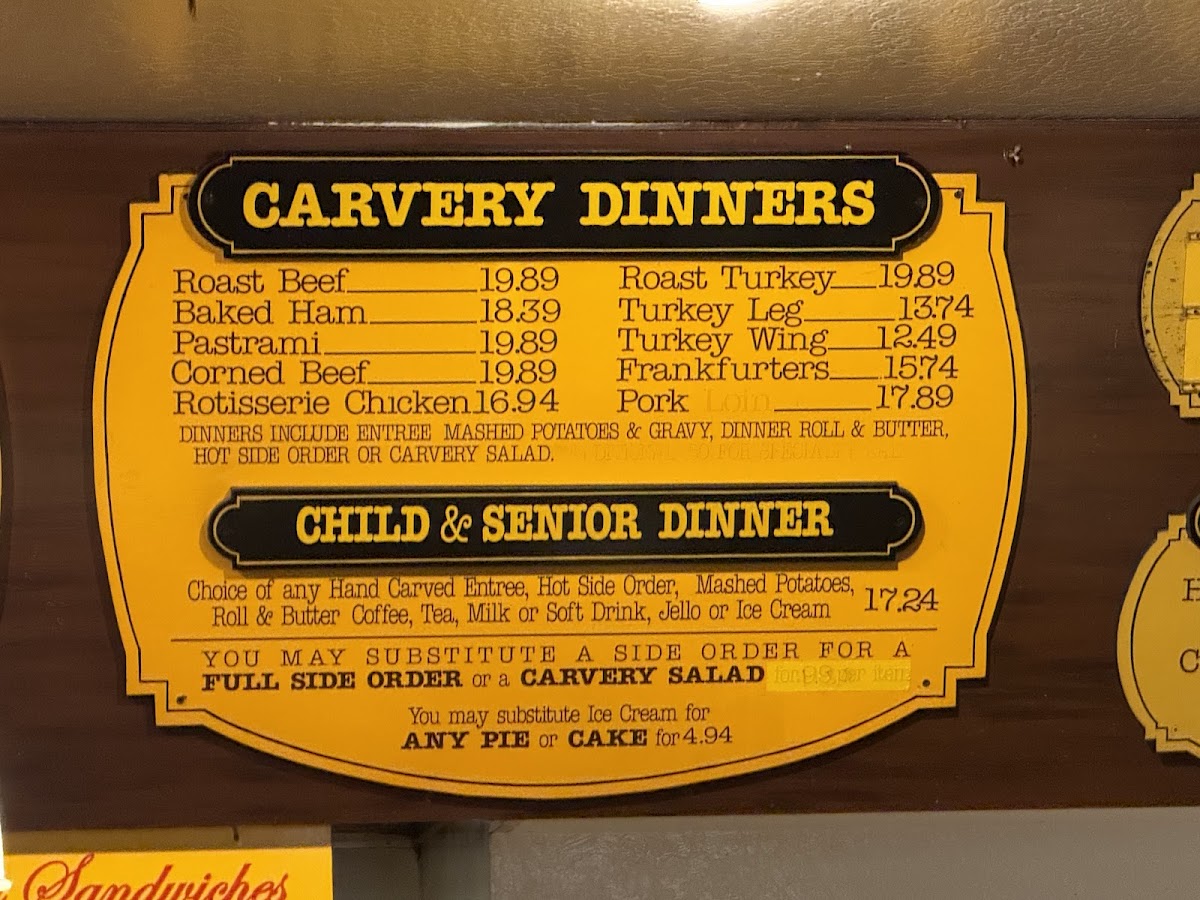 CARVERY DINNERS
Roast Beef 19.89
Baked Ham 18.39
Pastrami 19.89
Corned Beef 19.89
Rotisserie Chicken 16.94
Roast Turkey 19.89
Turkey Leg 13.74
Turkey Wing 12.49
Frankfurters 15.74
Pork Loin 17.89
DINNERS INCLUDE ENTREE MASHED POTATOES & GRAVY, DINNER ROLL & BUTTER,
HOT SIDE ORDER OR CARVERY SALAD.
CHILD & SENIOR DINNER
Choice of any Hand Carved Entree, Hot Side Order, Mashed Potatoes,
Roll & Butter Coffee, Tea, Milk or Soft Drink, Jello or Ice Cream 17.24
YOU MAY SUBSTITUTE A SIDE ORDER FOR A
FULL SIDE ORDER or a CARVERY SALAD
You may substitute Ice Cream for
ANY PIE or CAKE for 4.94
Sandwiches